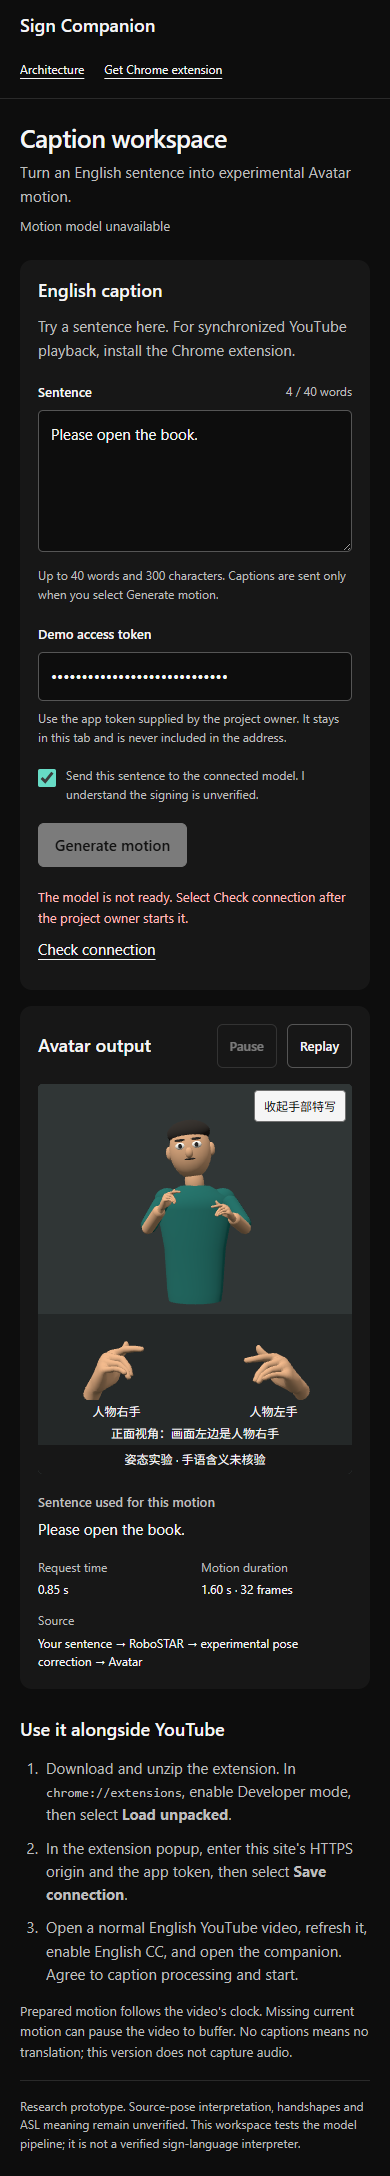 Sign Companion
Architecture
Get Chrome extension
Caption workspace
Turn an English sentence into experimental Avatar
motion.
Motion model unavailable
English caption
Try a sentence here. For synchronized YouTube
playback, install the Chrome extension.
Sentence
4 / 40 words
Please open the book.
Up to 40 words and 300 characters. Captions are sent only
when you select Generate motion.
Demo access token
•••••••••••••••••••••••••••••
Use the app token supplied by the project owner. It stays
in this tab and is never included in the address.
Send this sentence to the connected model. I
understand the signing is unverified.
Generate motion
The model is not ready. Select Check connection after
the project owner starts it.
Check connection
Avatar output
Pause
Replay
收起手部特写
人物右手
人物左手
正面视角：画面左边是人物右手
姿态实验 · 手语含义未核验
Sentence used for this motion
Please open the book.
Request time
Motion duration
0.85 s
1.60 s · 32 frames
Source
Your sentence → RoboSTAR → experimental pose
correction → Avatar
Use it alongside YouTube
1. Download and unzip the extension. In
chrome://extensions, enable Developer mode,
then select Load unpacked.
2. In the extension popup, enter this site's HTTPS
origin and the app token, then select Save
connection.
3. Open a normal English YouTube video, refresh it,
enable English CC, and open the companion.
Agree to caption processing and start.
Prepared motion follows the video's clock. Missing current
motion can pause the video to buffer. No captions means no
translation; this version does not capture audio.
Research prototype. Source-pose interpretation, handshapes and
ASL meaning remain unverified. This workspace tests the model
pipeline; it is not a verified sign-language interpreter.